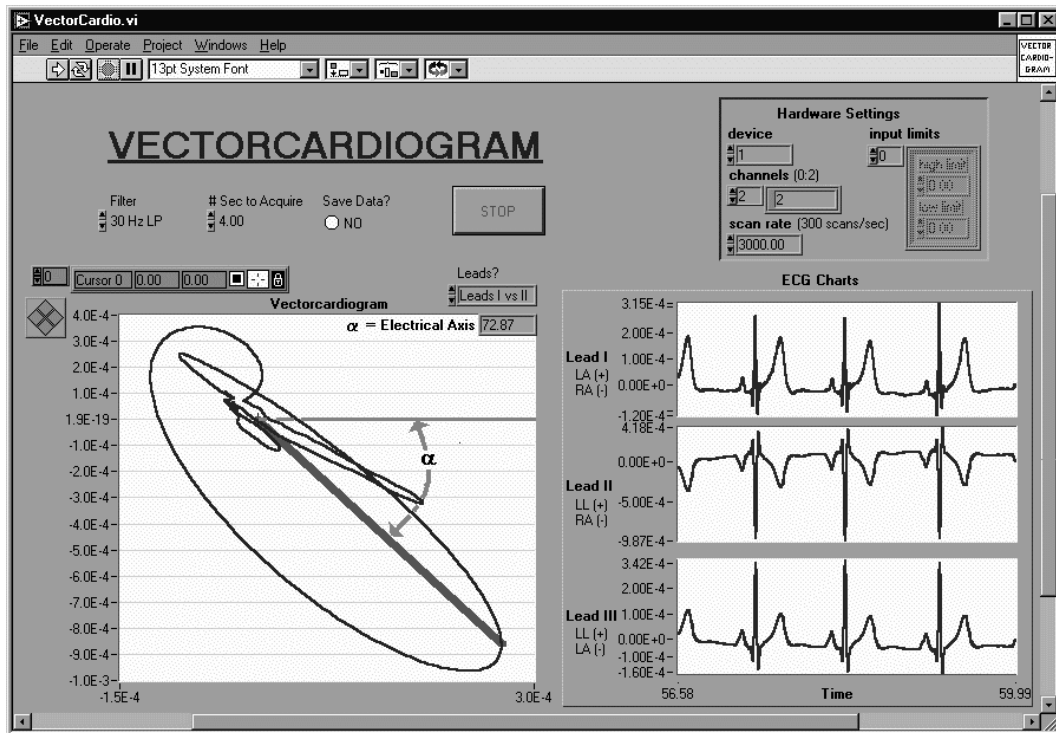 VectorCardio.vi
File Edit Operate Project Windows Help
VECTOR
CARDIO-
GRAM
13pt System Font
VECTORCARDIOGRAM
Hardware Settings
device
1
input limits
0
high limit
0.00
low limit
0.00
channels (0:2)
2
2
scan rate (300 scans/sec)
3000.00
Filter
30 Hz LP
# Sec to Acquire
4.00
Save Data?
NO
STOP
0
Cursor 0 0.00 0.00
Leads?
Leads I vs II
Vectorcardiogram
α = Electrical Axis 72.87
4.0E-4
3.0E-4
2.0E-4
1.0E-4
1.9E-19
-1.0E-4
-2.0E-4
-3.0E-4
-4.0E-4
-5.0E-4
-6.0E-4
-7.0E-4
-8.0E-4
-9.0E-4
-1.0E-3
-1.5E-4
3.0E-4
α
ECG Charts
3.15E-4
2.00E-4
1.00E-4
0.00E+0
-1.20E-4
Lead I
LA (+)
RA (-)
4.18E-4
0.00E+0
-5.00E-4
-9.87E-4
Lead II
LL (+)
RA (-)
3.42E-4
1.00E-4
0.00E+0
-1.00E-4
-1.60E-4
Lead III
LL (+)
LA (-)
56.58
Time
59.99